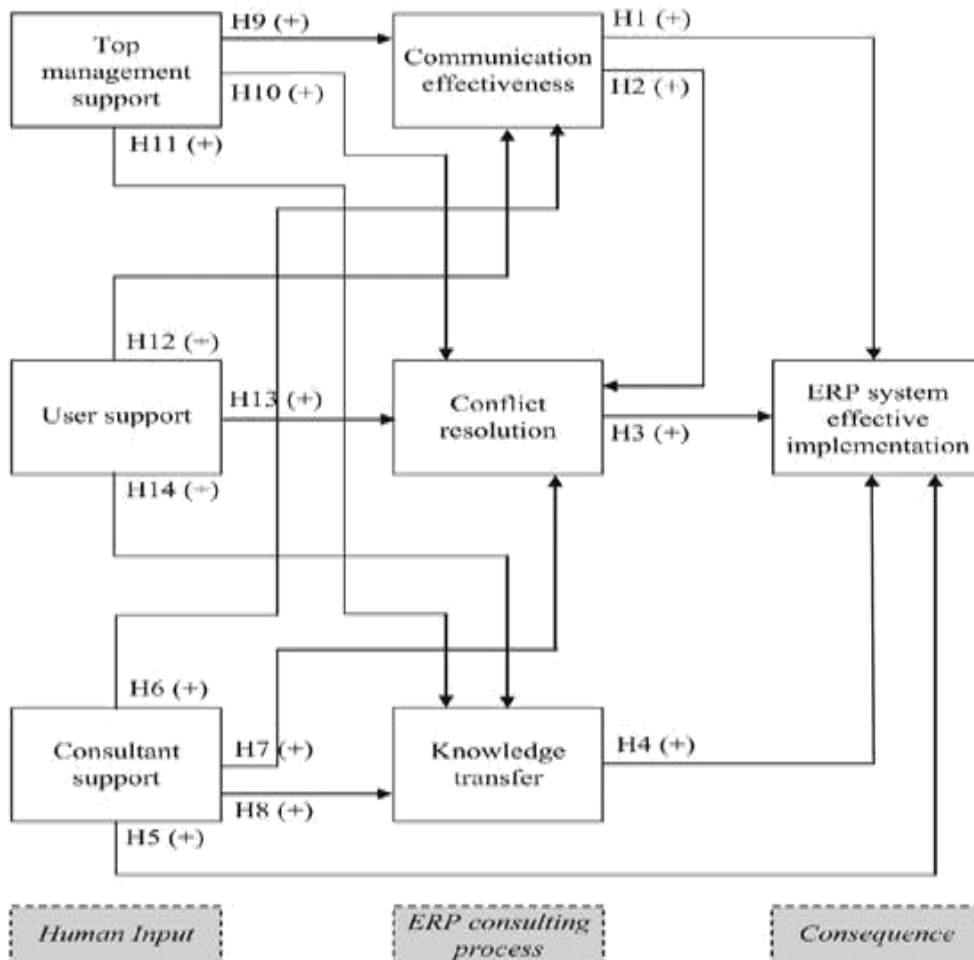 H9 (+)
H1 (+)
Top
management
support
Communication
effectiveness
H10 (+)
H2 (+)
H11 (+)
H12 (+)
User support
H13 (+)
Conflict
resolution
H3 (+)
ERP system
effective
implementation
H14 (+)
H6 (+)
Consultant
support
H7 (+)
Knowledge
transfer
H4 (+)
H8 (+)
H5 (+)
Human Input
ERP consulting
process
Consequence